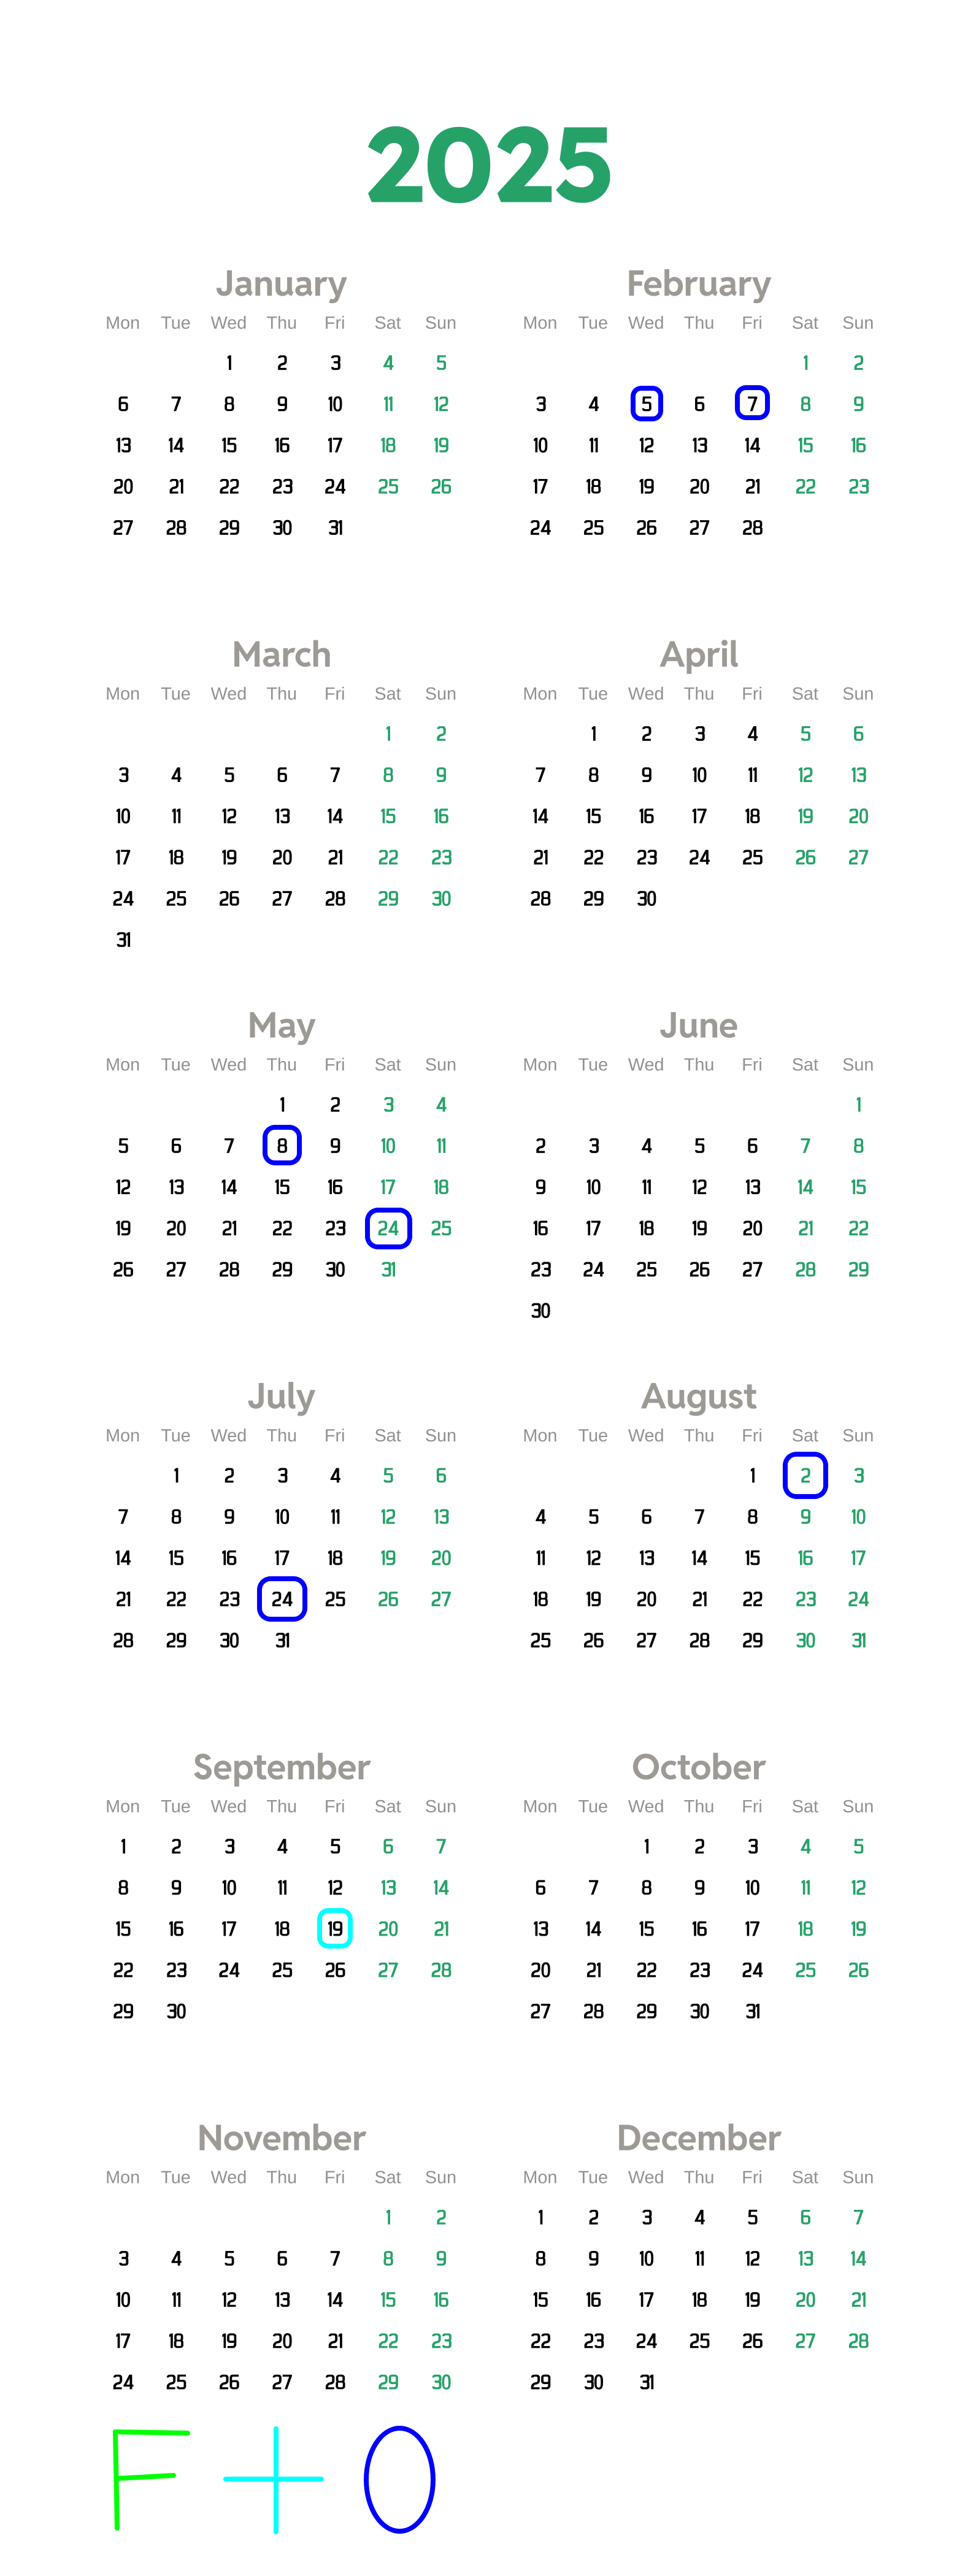 2025
January February
Mon Tue Wed Thu Fri Sat Sun Mon Tue Wed Thu Fri Sat Sun
1 2 3 4 5 1 2
6 7 8 9 10 11 12 3 4 5 6 7 8 9
13 14 15 16 17 18 19 10 11 12 13 14 15 16
20 21 22 23 24 25 26 17 18 19 20 21 22 23
27 28 29 30 31 24 25 26 27 28
March April
Mon Tue Wed Thu Fri Sat Sun Mon Tue Wed Thu Fri Sat Sun
1 2 1 2 3 4 5 6
3 4 5 6 7 8 9 7 8 9 10 11 12 13
10 11 12 13 14 15 16 14 15 16 17 18 19 20
17 18 19 20 21 22 23 21 22 23 24 25 26 27
24 25 26 27 28 29 30 28 29 30
31
May June
Mon Tue Wed Thu Fri Sat Sun Mon Tue Wed Thu Fri Sat Sun
1 2 3 4 1
5 6 7 8 9 10 11 2 3 4 5 6 7 8
12 13 14 15 16 17 18 9 10 11 12 13 14 15
19 20 21 22 23 24 25 16 17 18 19 20 21 22
26 27 28 29 30 31 23 24 25 26 27 28 29
30
July August
Mon Tue Wed Thu Fri Sat Sun Mon Tue Wed Thu Fri Sat Sun
1 2 3 4 5 6 1 2 3
7 8 9 10 11 12 13 4 5 6 7 8 9 10
14 15 16 17 18 19 20 11 12 13 14 15 16 17
21 22 23 24 25 26 27 18 19 20 21 22 23 24
28 29 30 31 25 26 27 28 29 30 31
September October
Mon Tue Wed Thu Fri Sat Sun Mon Tue Wed Thu Fri Sat Sun
1 2 3 4 5 6 7 1 2 3 4 5
8 9 10 11 12 13 14 6 7 8 9 10 11 12
15 16 17 18 19 20 21 13 14 15 16 17 18 19
22 23 24 25 26 27 28 20 21 22 23 24 25 26
29 30 27 28 29 30 31
November December
Mon Tue Wed Thu Fri Sat Sun Mon Tue Wed Thu Fri Sat Sun
1 2 1 2 3 4 5 6 7
3 4 5 6 7 8 9 8 9 10 11 12 13 14
10 11 12 13 14 15 16 15 16 17 18 19 20 21
17 18 19 20 21 22 23 22 23 24 25 26 27 28
24 25 26 27 28 29 30 29 30 31
F + O